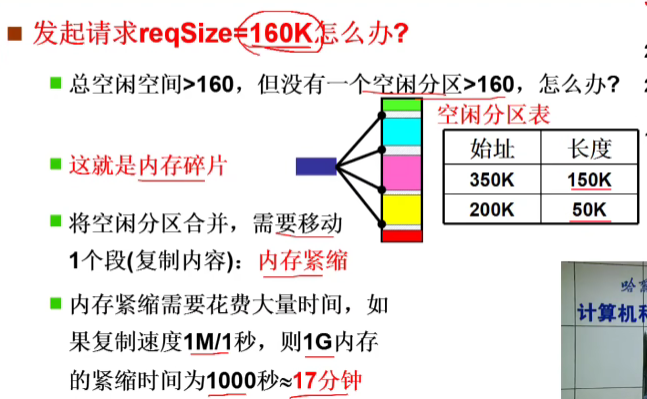 发起请求reqSize=160K怎么办?
总空闲空间>160，但没有一个空闲分区>160，怎么办?
空闲分区表
始址 长度
350K 150K
200K 50K
这就是内存碎片
将空闲分区合并，需要移动
1个段(复制内容)：内存紧缩
内存紧缩需要花费大量时间，如
果复制速度1M/1秒，则1G内存
的紧缩时间为1000秒≈17分钟
哈
计算机科